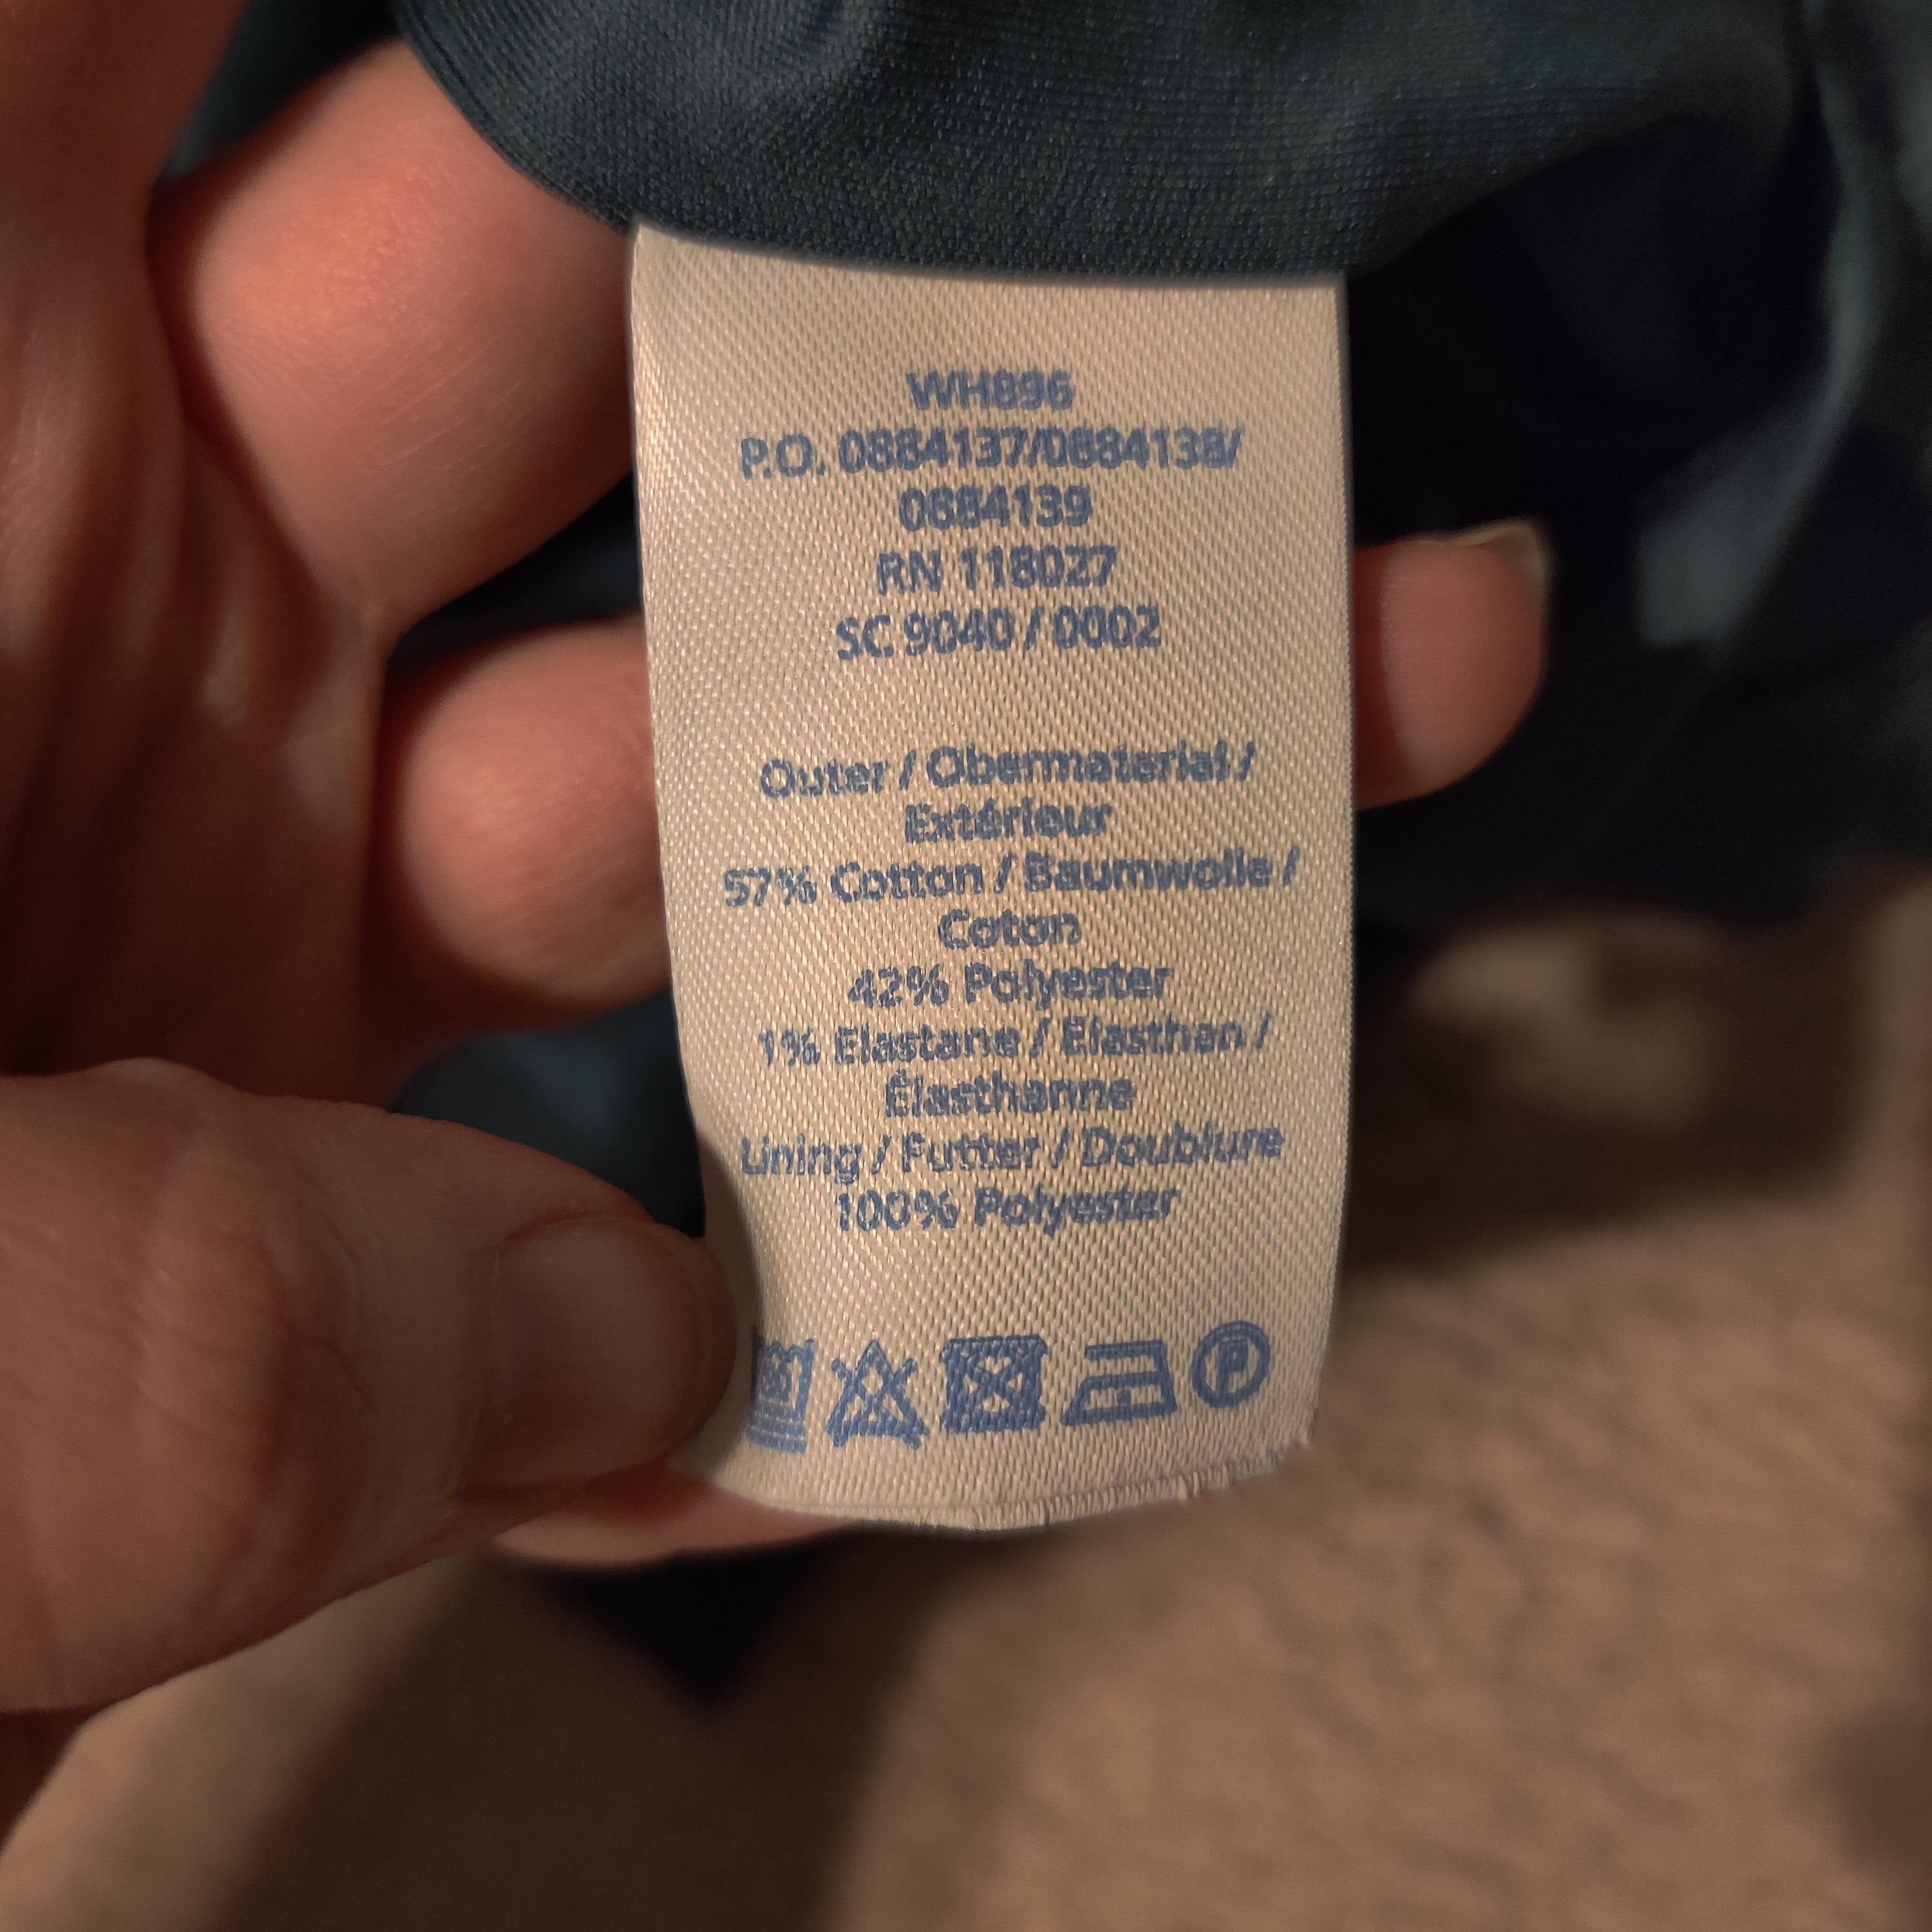 WH896
P.O. 0884137/0884138/
0884139
RN 118027
SC 9040 / 0002
Outer / Obermaterial /
Extérieur
57% Cotton / Baumwolle /
Coton
42% Polyester
1% Elastane / Elasthan /
Élasthanne
Lining / Futter / Doublure
100% Polyester
P